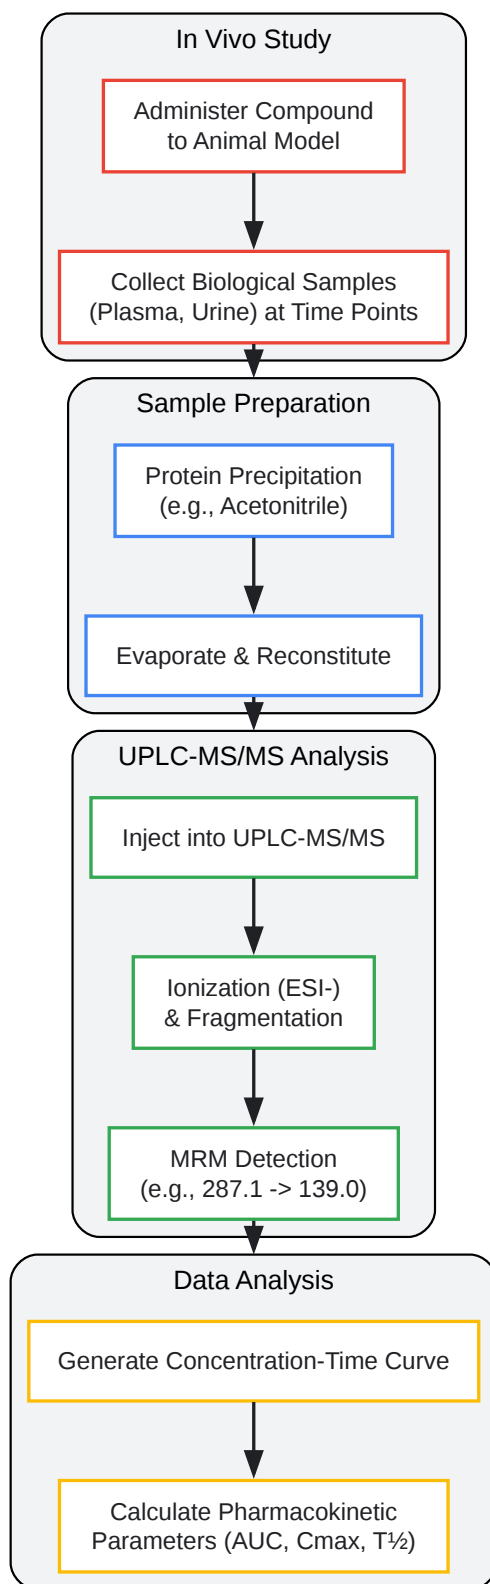 In Vivo Study
Administer Compound
to Animal Model
Collect Biological Samples
(Plasma, Urine) at Time Points
Sample Preparation
Protein Precipitation
(e.g., Acetonitrile)
Evaporate & Reconstitute
UPLC-MS/MS Analysis
Inject into UPLC-MS/MS
Ionization (ESI-)
& Fragmentation
MRM Detection
(e.g., 287.1 -> 139.0)
Data Analysis
Generate Concentration-Time Curve
Calculate Pharmacokinetic
Parameters (AUC, Cmax, T½)